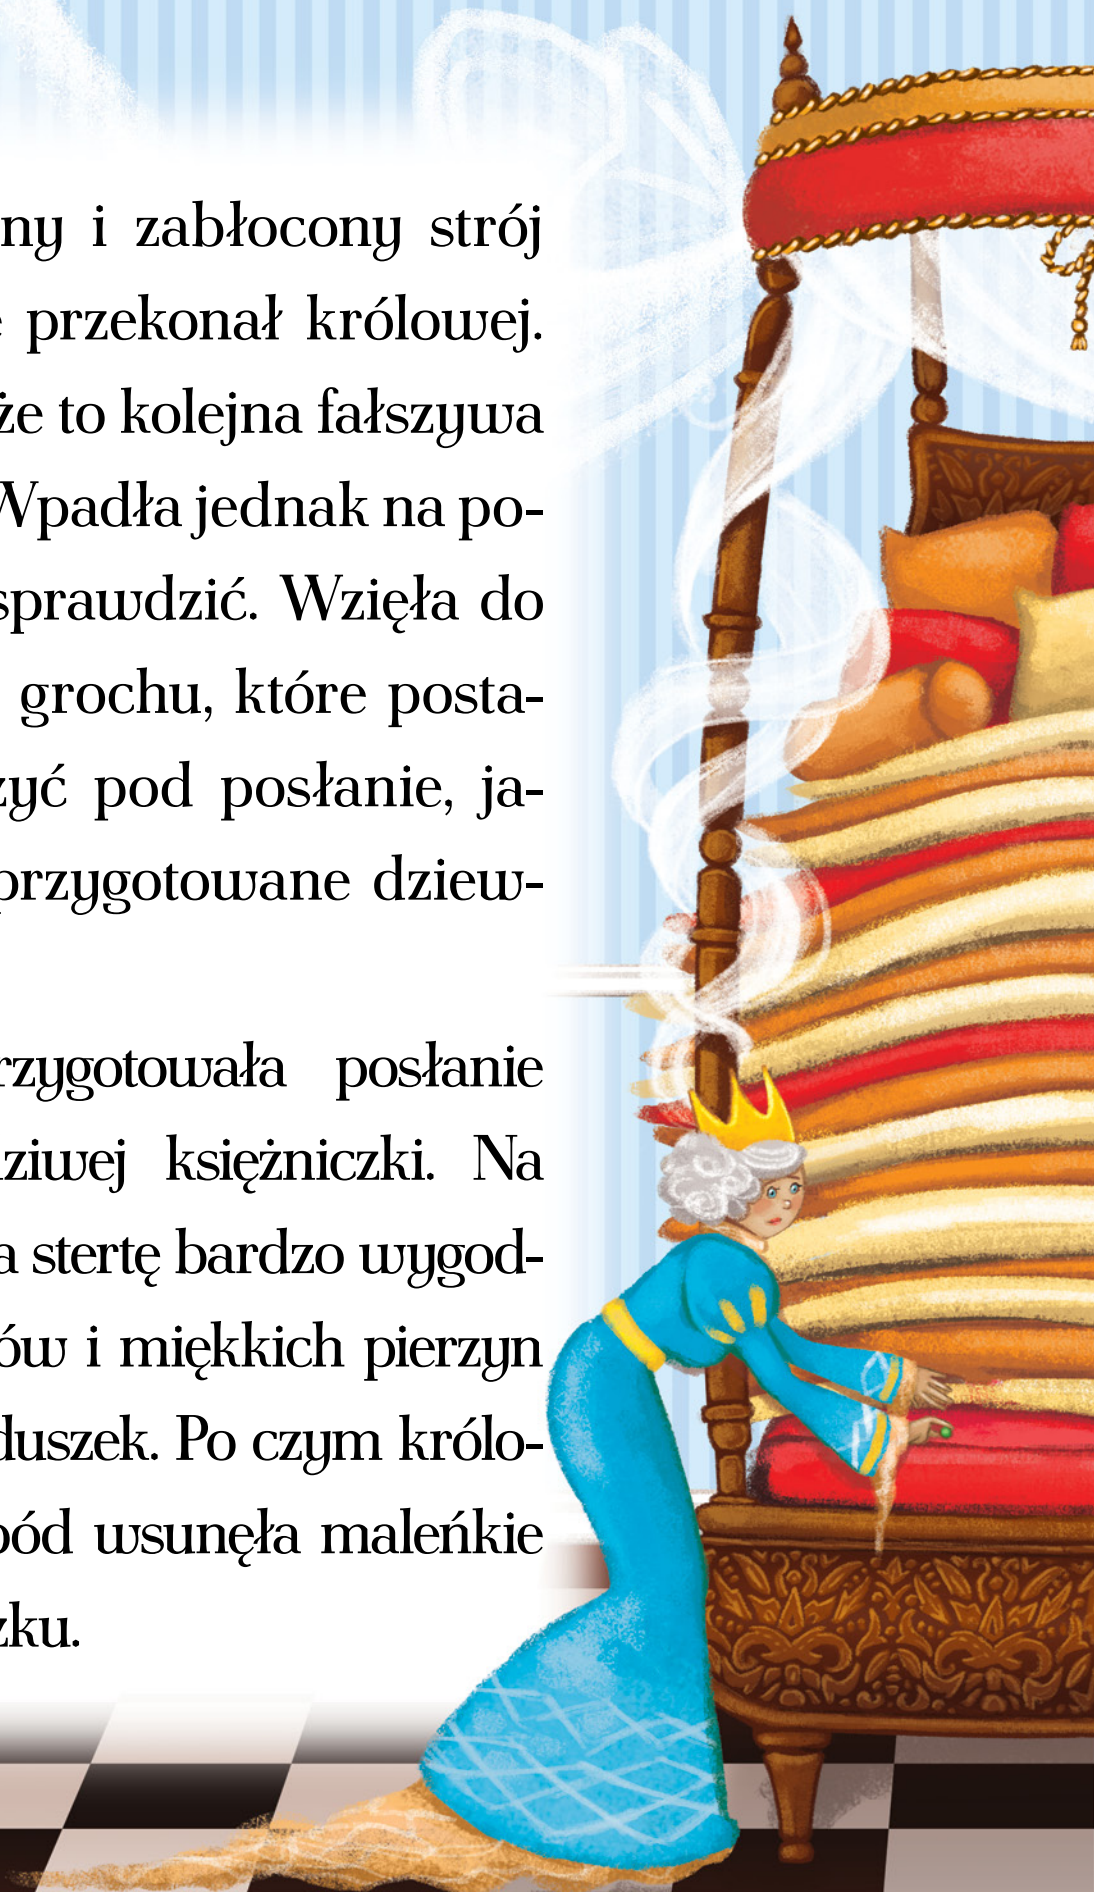 ny i zabłocony strój
przekonał królowej.
że to kolejna fałszywa
Wpadła jednak na po-
sprawdzić. Wzięła do
grochu, które posta-
zyć pod posłanie, ja-
przygotowane dziew-
rzygotowała posłanie
dziwej księżniczki. Na
a stertę bardzo wygod-
ów i miękkich pierzyn
duszek. Po czym królo-
pód wsunęła maleńkie
zku.